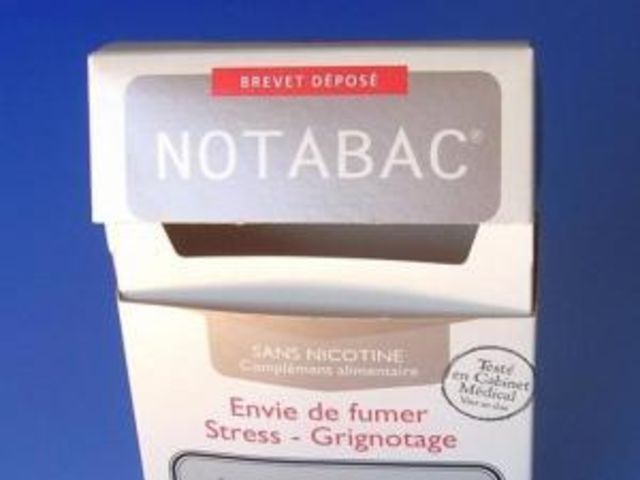 BREVET DÉPOSÉ
NOTABAC®
SANS NICOTINE
Complément alimentaire
Testé
en Cabinet
Médical
Envie de fumer
Stress - Grignotage